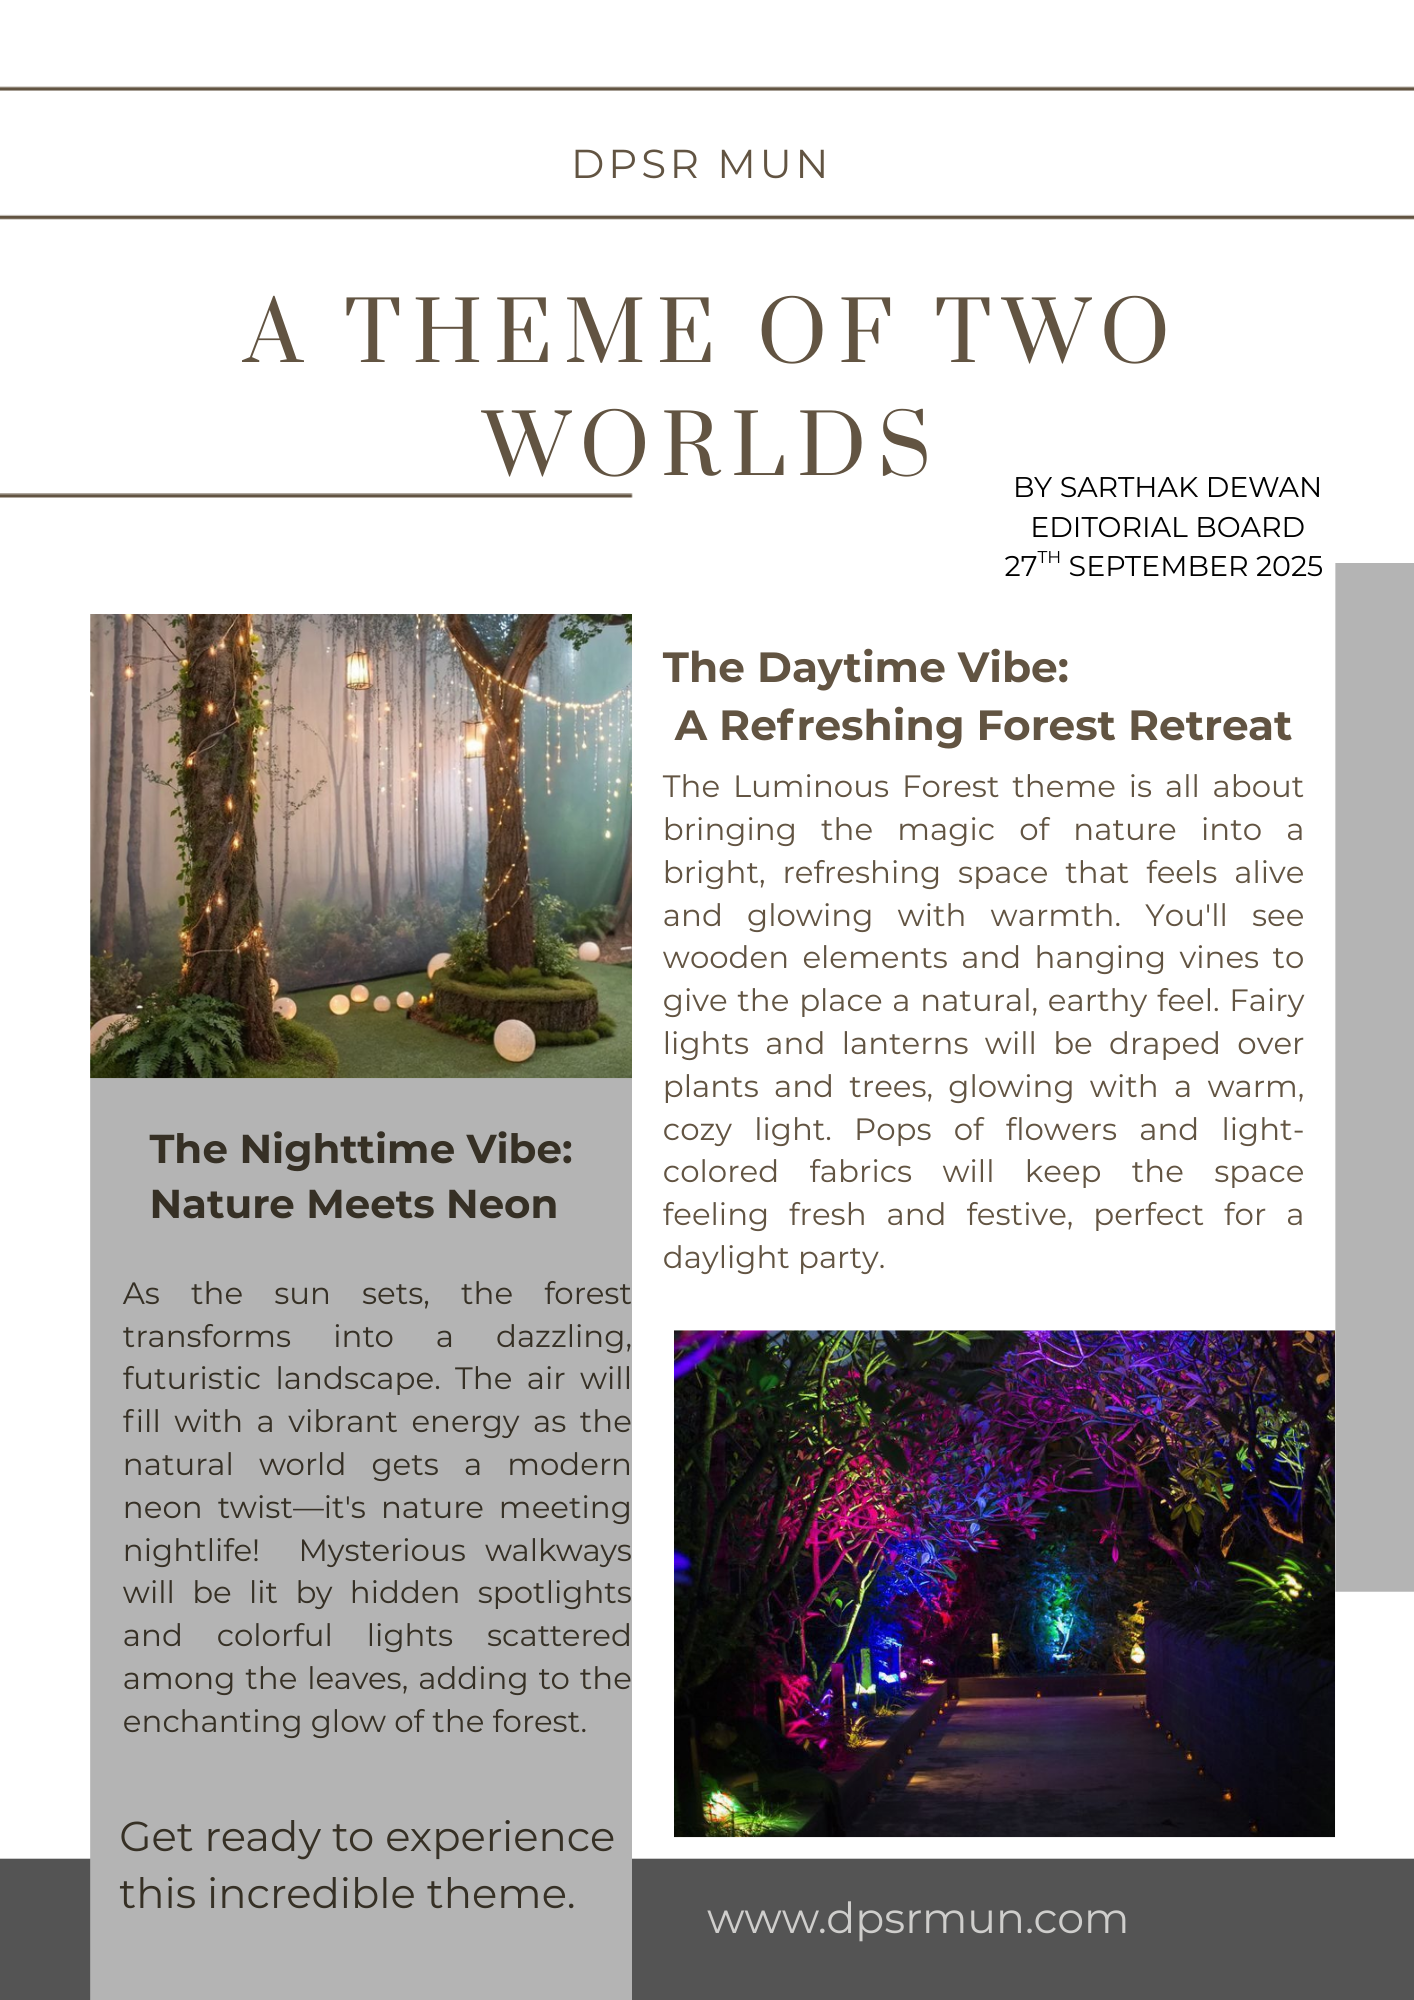 DPSR MUN
A THEME OF TWO
WORLDS
BY SARTHAK DEWAN
EDITORIAL BOARD
27TH SEPTEMBER 2025
The Daytime Vibe:
A Refreshing Forest Retreat
The Luminous Forest theme is all about
bringing the magic of nature into a
bright, refreshing space that feels alive
and glowing with warmth. You'll see
wooden elements and hanging vines to
give the place a natural, earthy feel. Fairy
lights and lanterns will be draped over
plants and trees, glowing with a warm,
cozy light. Pops of flowers and light-
colored fabrics will keep the space
feeling fresh and festive, perfect for a
daylight party.
The Nighttime Vibe:
Nature Meets Neon
As the sun sets, the forest
transforms into a dazzling,
futuristic landscape. The air will
fill with a vibrant energy as the
natural world gets a modern
neon twist—it's nature meeting
nightlife! Mysterious walkways
will be lit by hidden spotlights
and colorful lights scattered
among the leaves, adding to the
enchanting glow of the forest.
Get ready to experience
this incredible theme.
www.dpsrmun.com